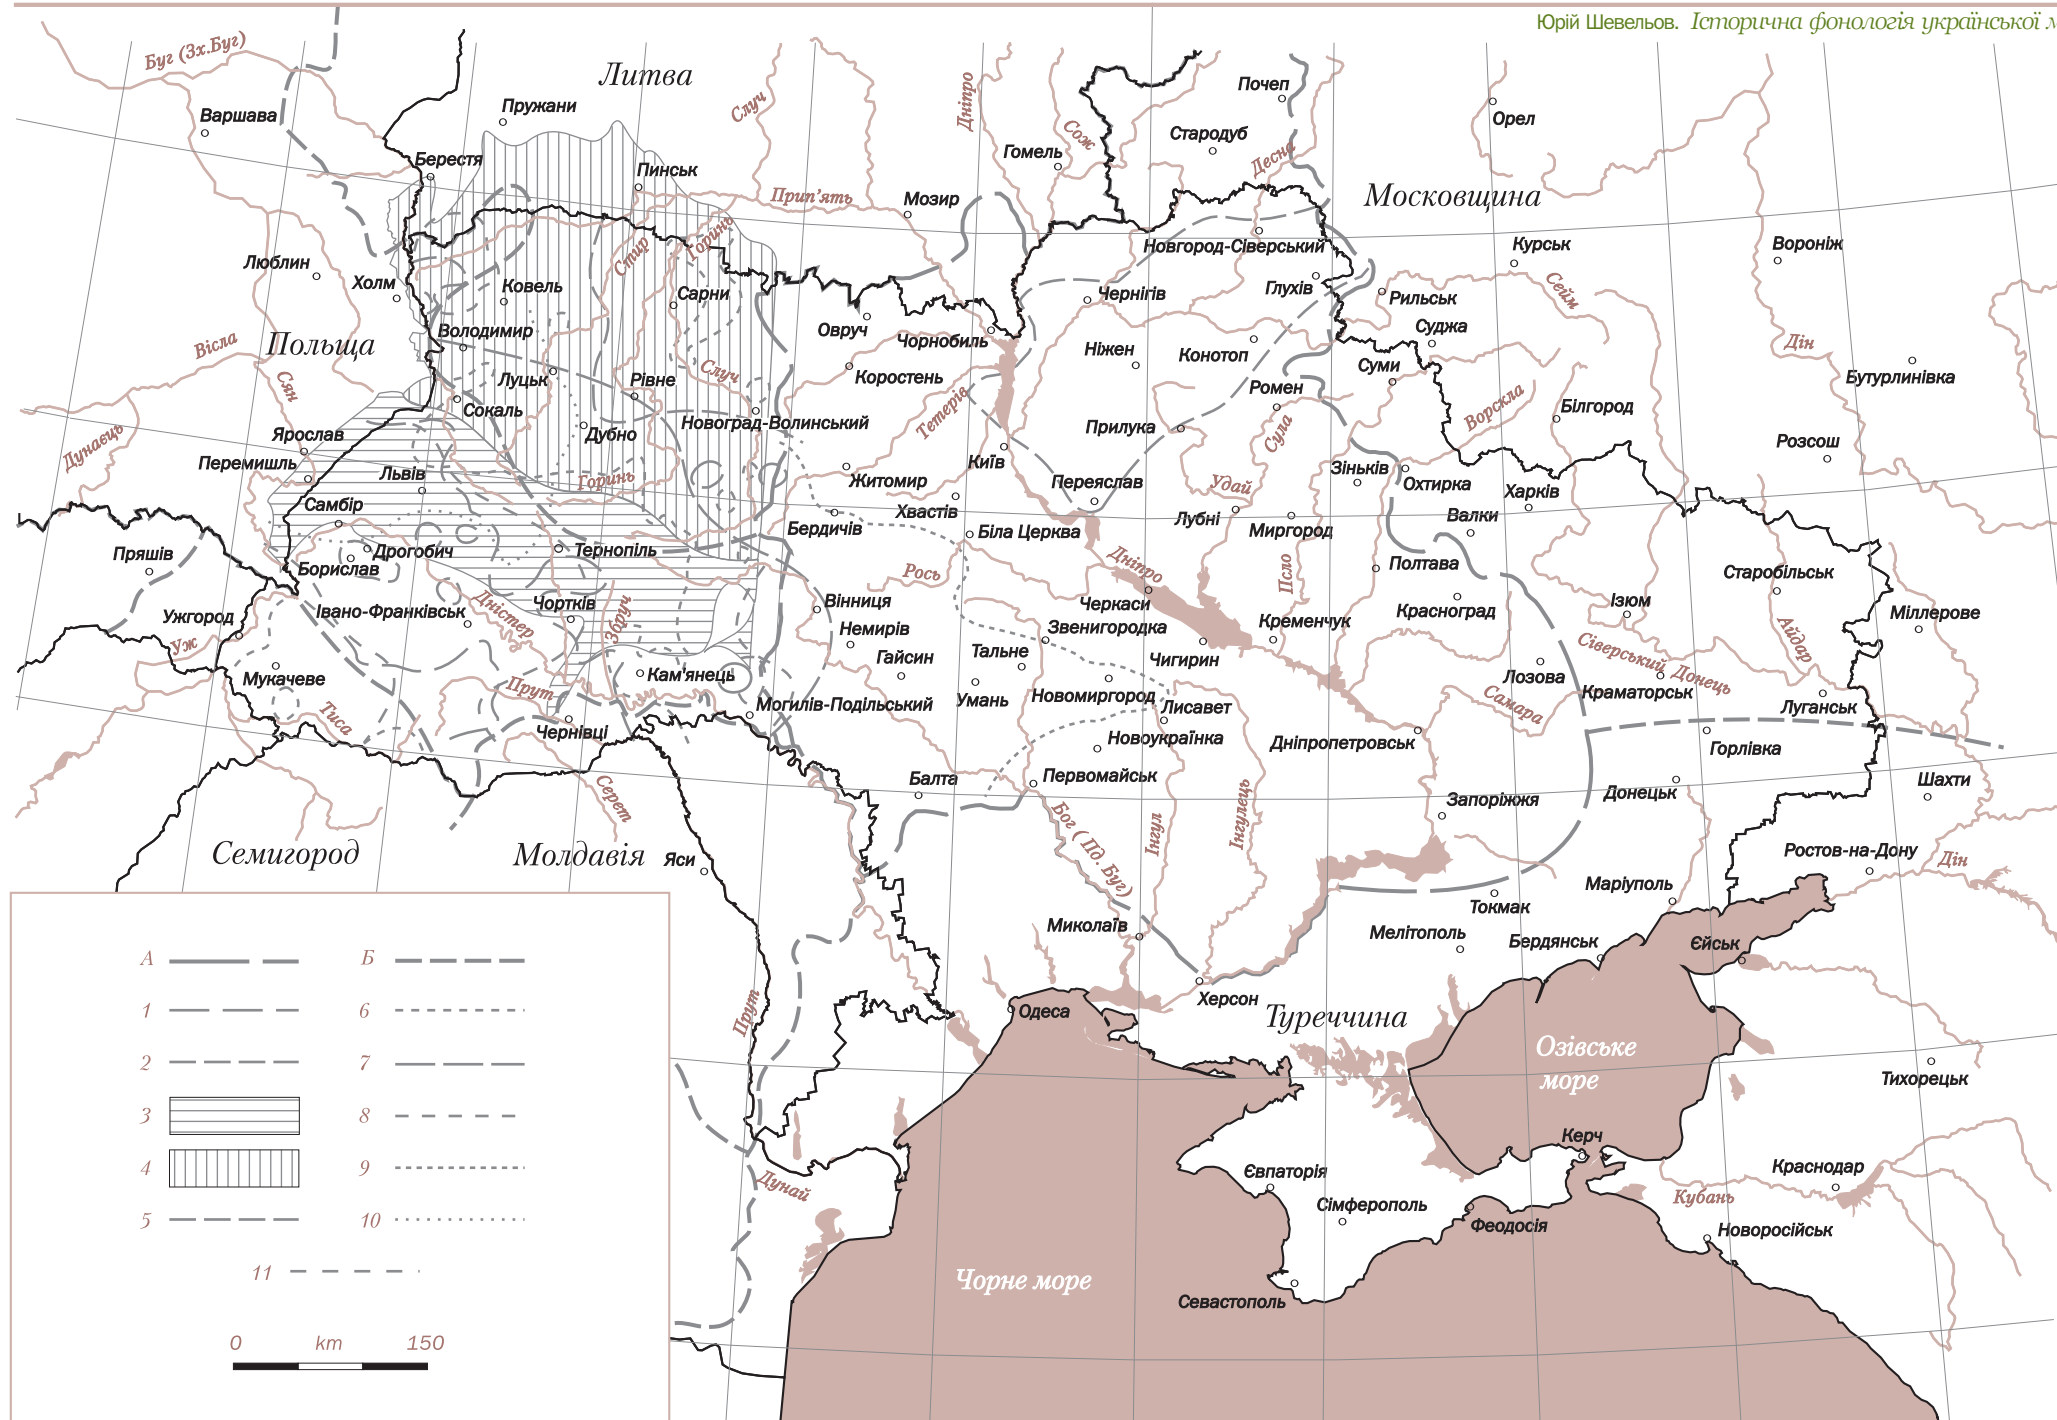 Юрій Шевельов. Історична фонологія української м
Буг (Зх.Буг)
Литва
Варшава
Пружани
Случ
Дніпро
Сож
Почеп
Орел
Стародуб
Десна
Гомель
Берестя
Пинськ
Прип'ять
Мозир
Московщина
Новгород-Сіверський
Курськ
Вороніж
Люблин
Холм
Стир
Горинь
Ковель
Сарни
Чернігів
Глухів
Рильськ
Сейм
Овруч
Чорнобиль
Суджа
Володимир
Польща
Вісла
Сян
Луцьк
Рівне
Случ
Коростень
Ніжен
Конотоп
Суми
Дін
Бутурлинівка
Ромен
Сокаль
Дубно
Новоград-Волинський
Тетерів
Прилука
Сула
Ворскла
Білгород
Розсош
Дунаєць
Ярослав
Перемишль
Львів
Горинь
Житомир
Київ
Переяслав
Удай
Зіньків
Охтирка
Харків
Самбір
Хвастів
Бердичів
Біла Церква
Лубні
Миргород
Валки
Пряшів
Дрогобич
Борислав
Тернопіль
Рось
Дніпро
Псло
Полтава
Старобільськ
Ужгород
Івано-Франківськ
Дністер
Чортків
Збруч
Вінниця
Черкаси
Красноград
Ізюм
Міллерове
Немирів
Звенигородка
Кременчук
Уж
Гайсин
Тальне
Чигирин
Айдар
Мукачеве
Кам'янець
Сіверський Донець
Лозова
Краматорськ
Прут
Могилів-Подільський
Умань
Новомиргород
Лисавет
Самара
Луганськ
Тиса
Чернівці
Новоукраїнка
Дніпропетровськ
Горлівка
Балта
Первомайськ
Шахти
Серет
Запоріжжя
Донецьк
Бог ( Пд. Буг)
Інгул
Інгулець
Семигород
Молдавія
Яси
Ростов-на-Дону
Дін
Маріуполь
Токмак
Миколаїв
Мелітополь
Бердянськ
Єйськ
Херсон
Прут
Одеса
Туреччина
Озівське
море
Тихорецьк
Керч
Дунай
Євпаторія
Краснодар
Сімферополь
Кубань
Феодосія
Новоросійськ
Чорне море
Севастополь
А
Б
1
6
2
7
3
8
4
9
5
10
11
0 km 150